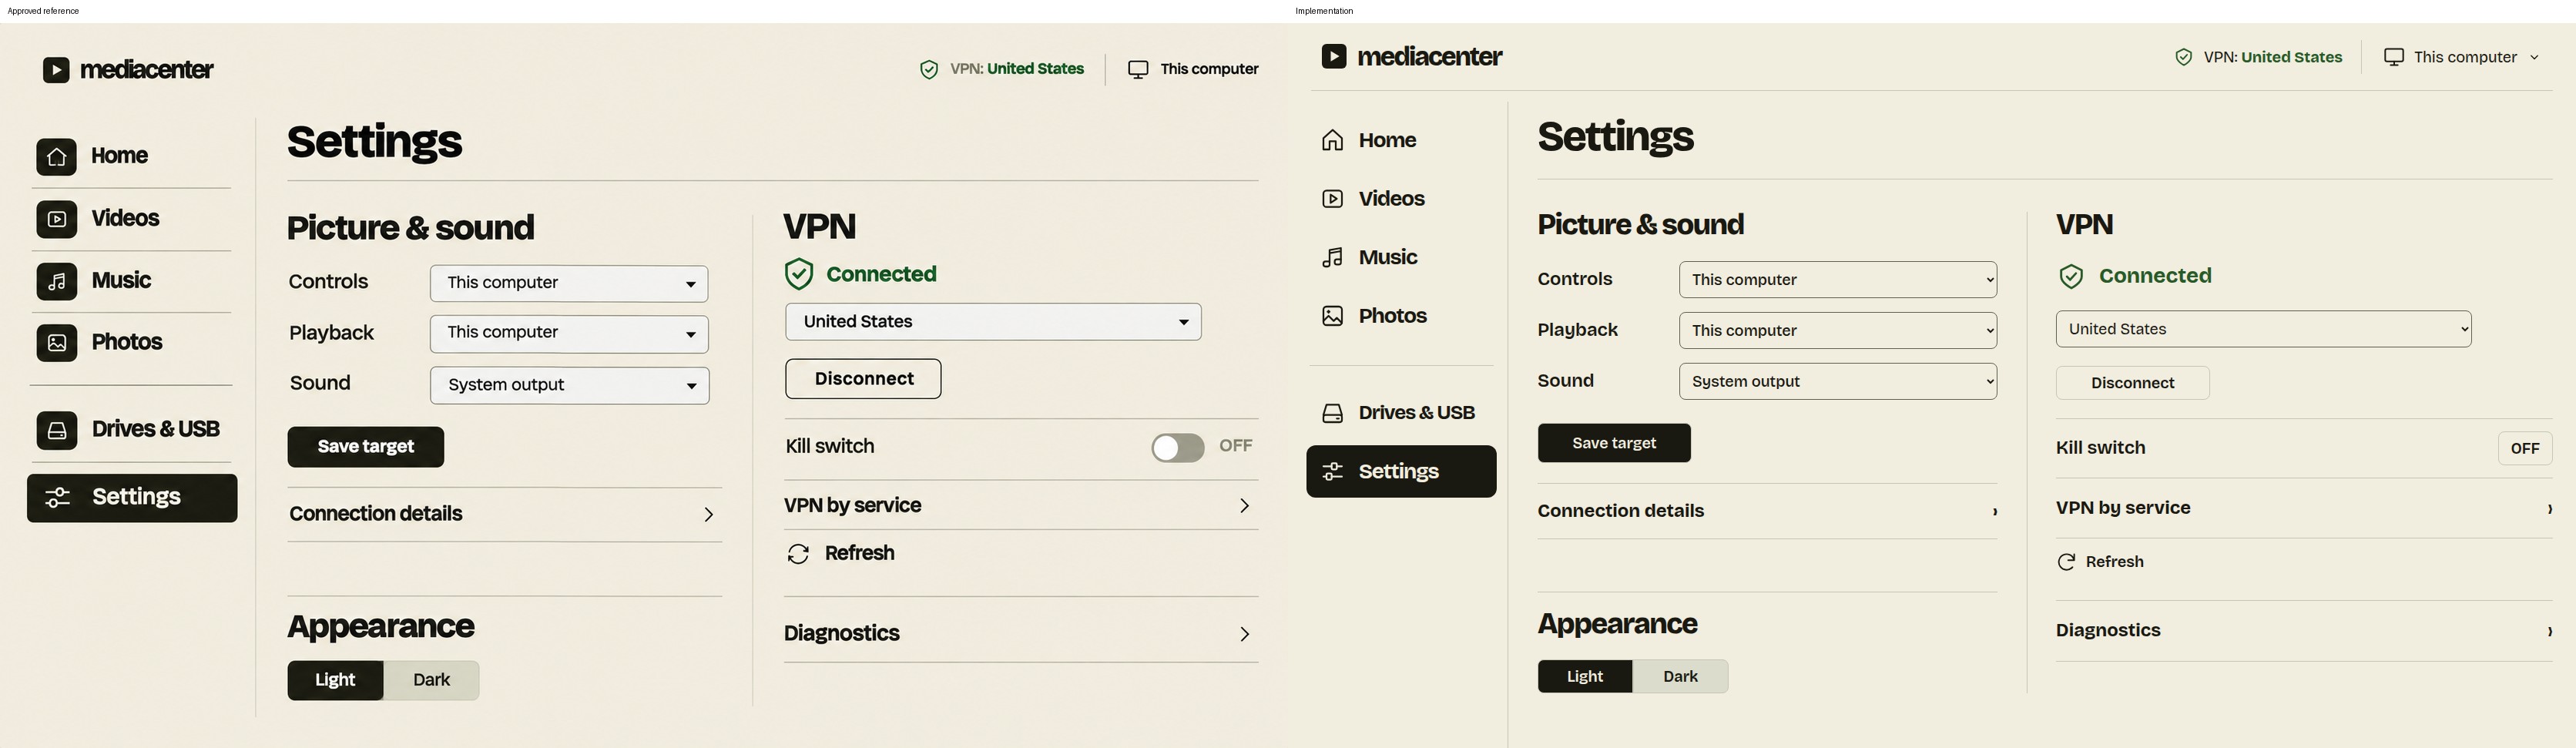 Approved reference
mediacenter
VPN: United States
This computer
Home
Videos
Music
Photos
Drives & USB
Settings
Settings
Picture & sound
Controls
This computer
Playback
This computer
Sound
System output
Save target
Connection details
Appearance
Light
Dark
VPN
Connected
United States
Disconnect
Kill switch
OFF
VPN by service
Refresh
Diagnostics
Implementation
mediacenter
VPN: United States
This computer
Home
Videos
Music
Photos
Drives & USB
Settings
Settings
Picture & sound
Controls
This computer
Playback
This computer
Sound
System output
Save target
Connection details
Appearance
Light
Dark
VPN
Connected
United States
Disconnect
Kill switch
OFF
VPN by service
Refresh
Diagnostics